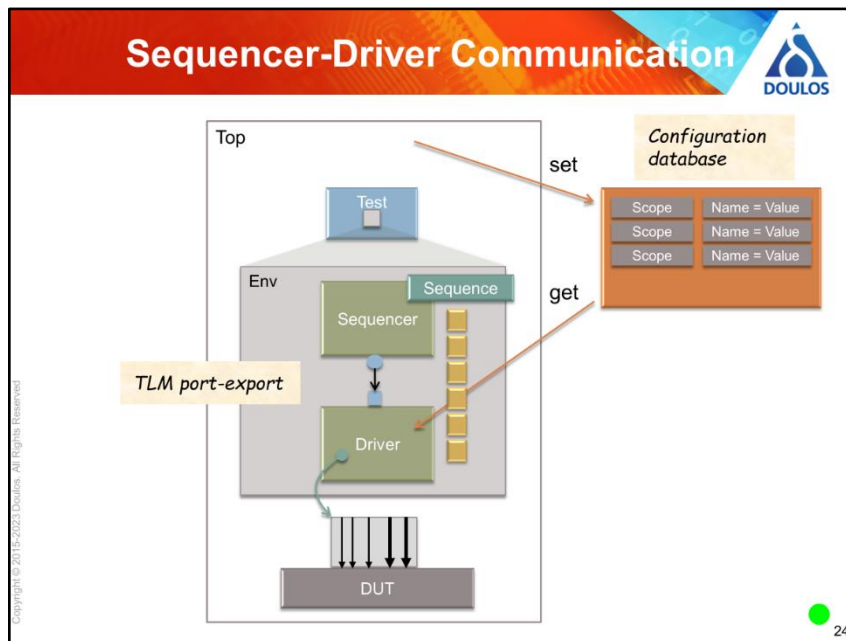 Sequencer-Driver Communication
DOULOS
Top
Configuration
database
set
Test
Scope
Name = Value
Scope
Name = Value
Scope
Name = Value
Env
Sequence
get
Sequencer
TLM port-export
Driver
DUT
Copyright © 2015-2023 Doulos. All Rights Reserved
24